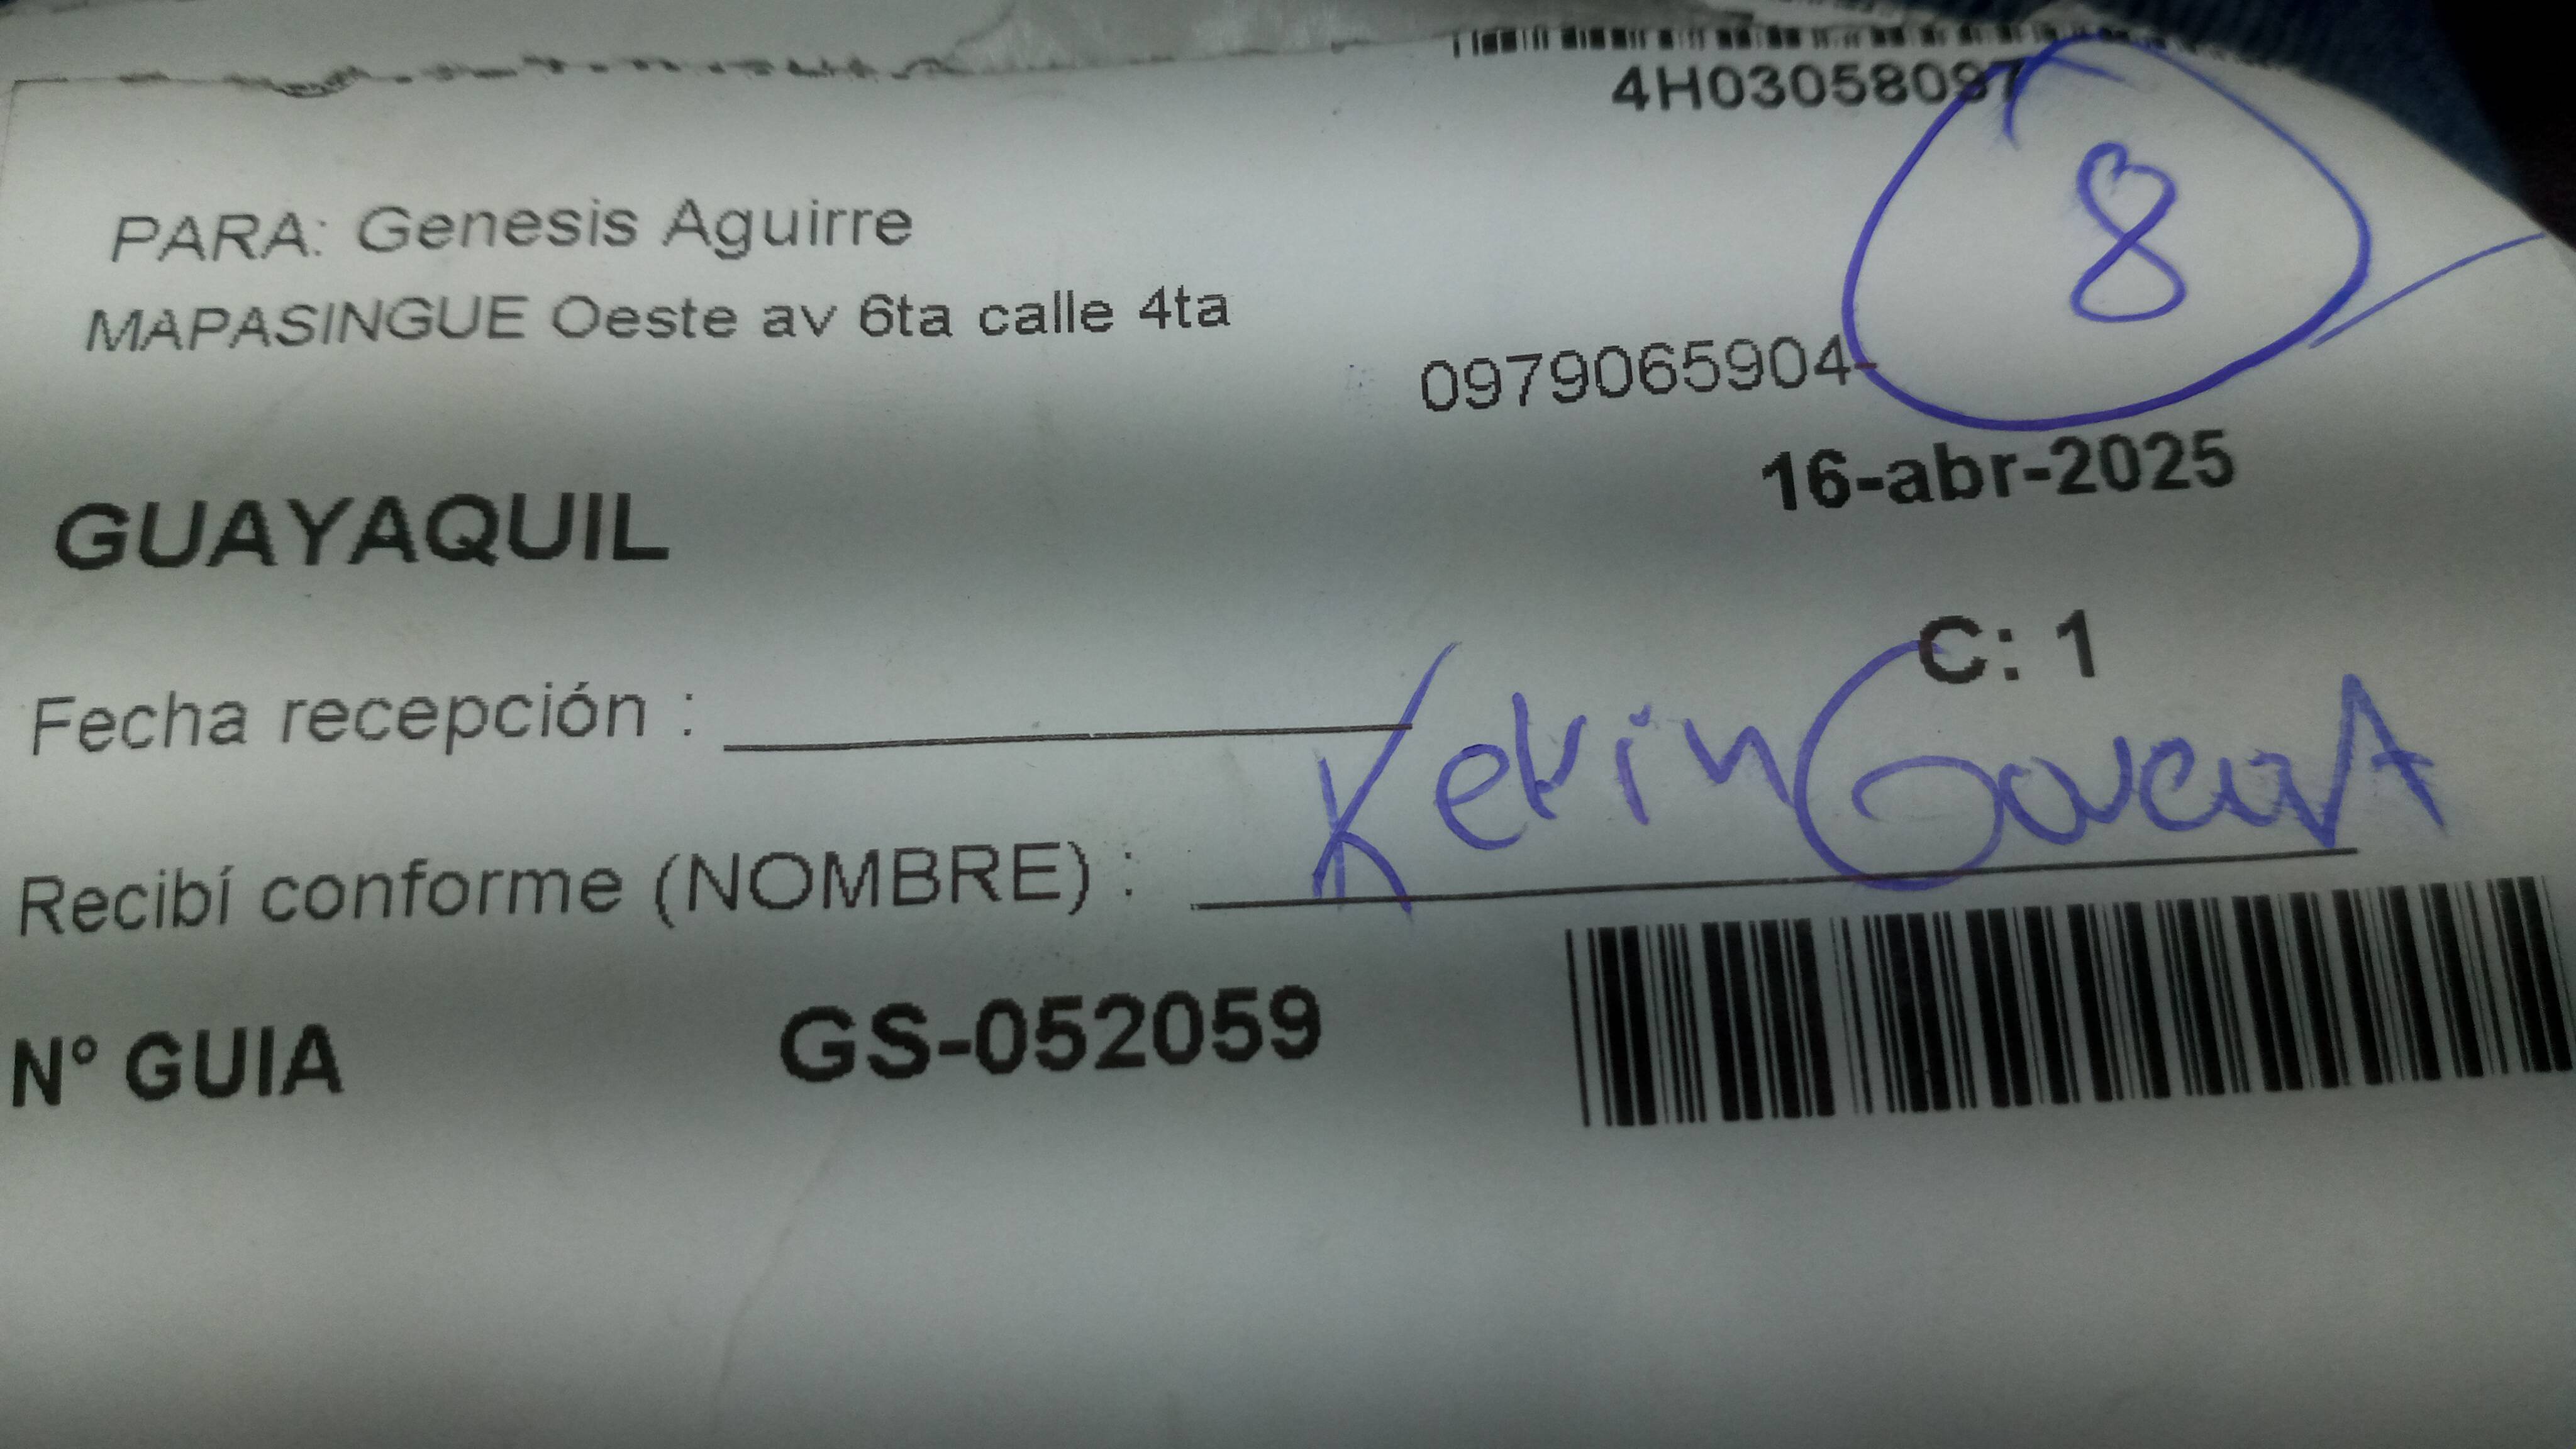 4H03058097
8
PARA: Genesis Aguirre
MAPASINGUE Oeste av 6ta calle 4ta
0979065904-
16-abr-2025
GUAYAQUIL
C: 1
Fecha recepción :
Recibí conforme (NOMBRE) : Kevin
N° GUIA GS-052059